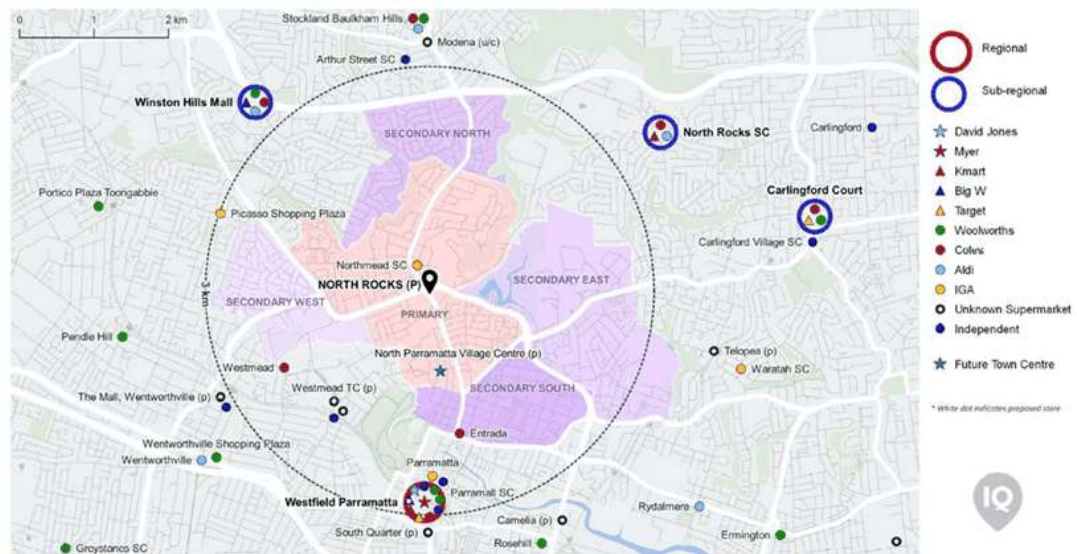 0
2 km
Stockland Baulkham Hills
Modena (u/c)
Arthur Street SC
Winston Hills Mall
SECONDARY NORTH
North Rocks SC
Carlingford
Portico Plaza Toongabbie
Picasso Shopping Plaza
Carlingford Court
Carlingford Village SC
Northmead SC
NORTH ROCKS (P)
SECONDARY EAST
3 km
SECONDARY WEST
PRIMARY
Pendle Hill
North Parramatta Village Centre (p)
Telopea (p)
Waratah SC
Westmead
Westmead TC (p)
SECONDARY SOUTH
The Mall, Wentworthville (p)
Entrada
Wentworthville Shopping Plaza
Wentworthville
Parramatta
Westfield Parramatta
Parramall SC
Rydalmere
South Quarter (p)
Camelia (p)
Rosehill
Ermington
Greystanes SC
Regional
Sub-regional
David Jones
Myer
Kmart
Big W
Target
Woolworths
Coles
Aldi
IGA
Unknown Supermarket
Independent
Future Town Centre
* White dot indicates proposed store
IQ